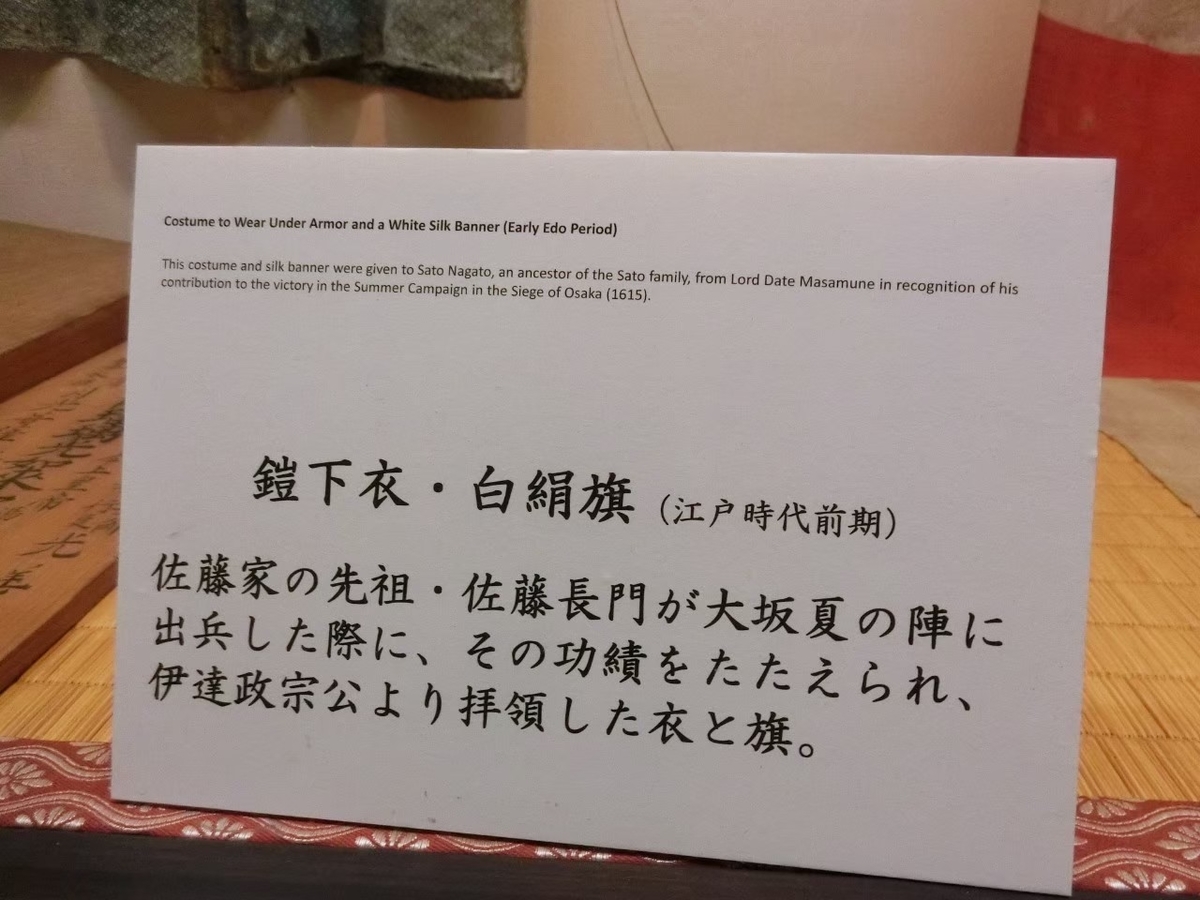 Costume to Wear Under Armor and a White Silk Banner (Early Edo Period)
This costume and silk banner were given to Sato Nagato, an ancestor of the Sato family, from Lord Date Masamune in recognition of his
contribution to the victory in the Summer Campaign in the Siege of Osaka (1615).
鎧下衣・白絹旗（江戸時代前期）
佐藤家の先祖・佐藤長門が大坂夏の陣に
出兵した際に、その功績をたたえられ、
伊達政宗公より拝領した衣と旗。